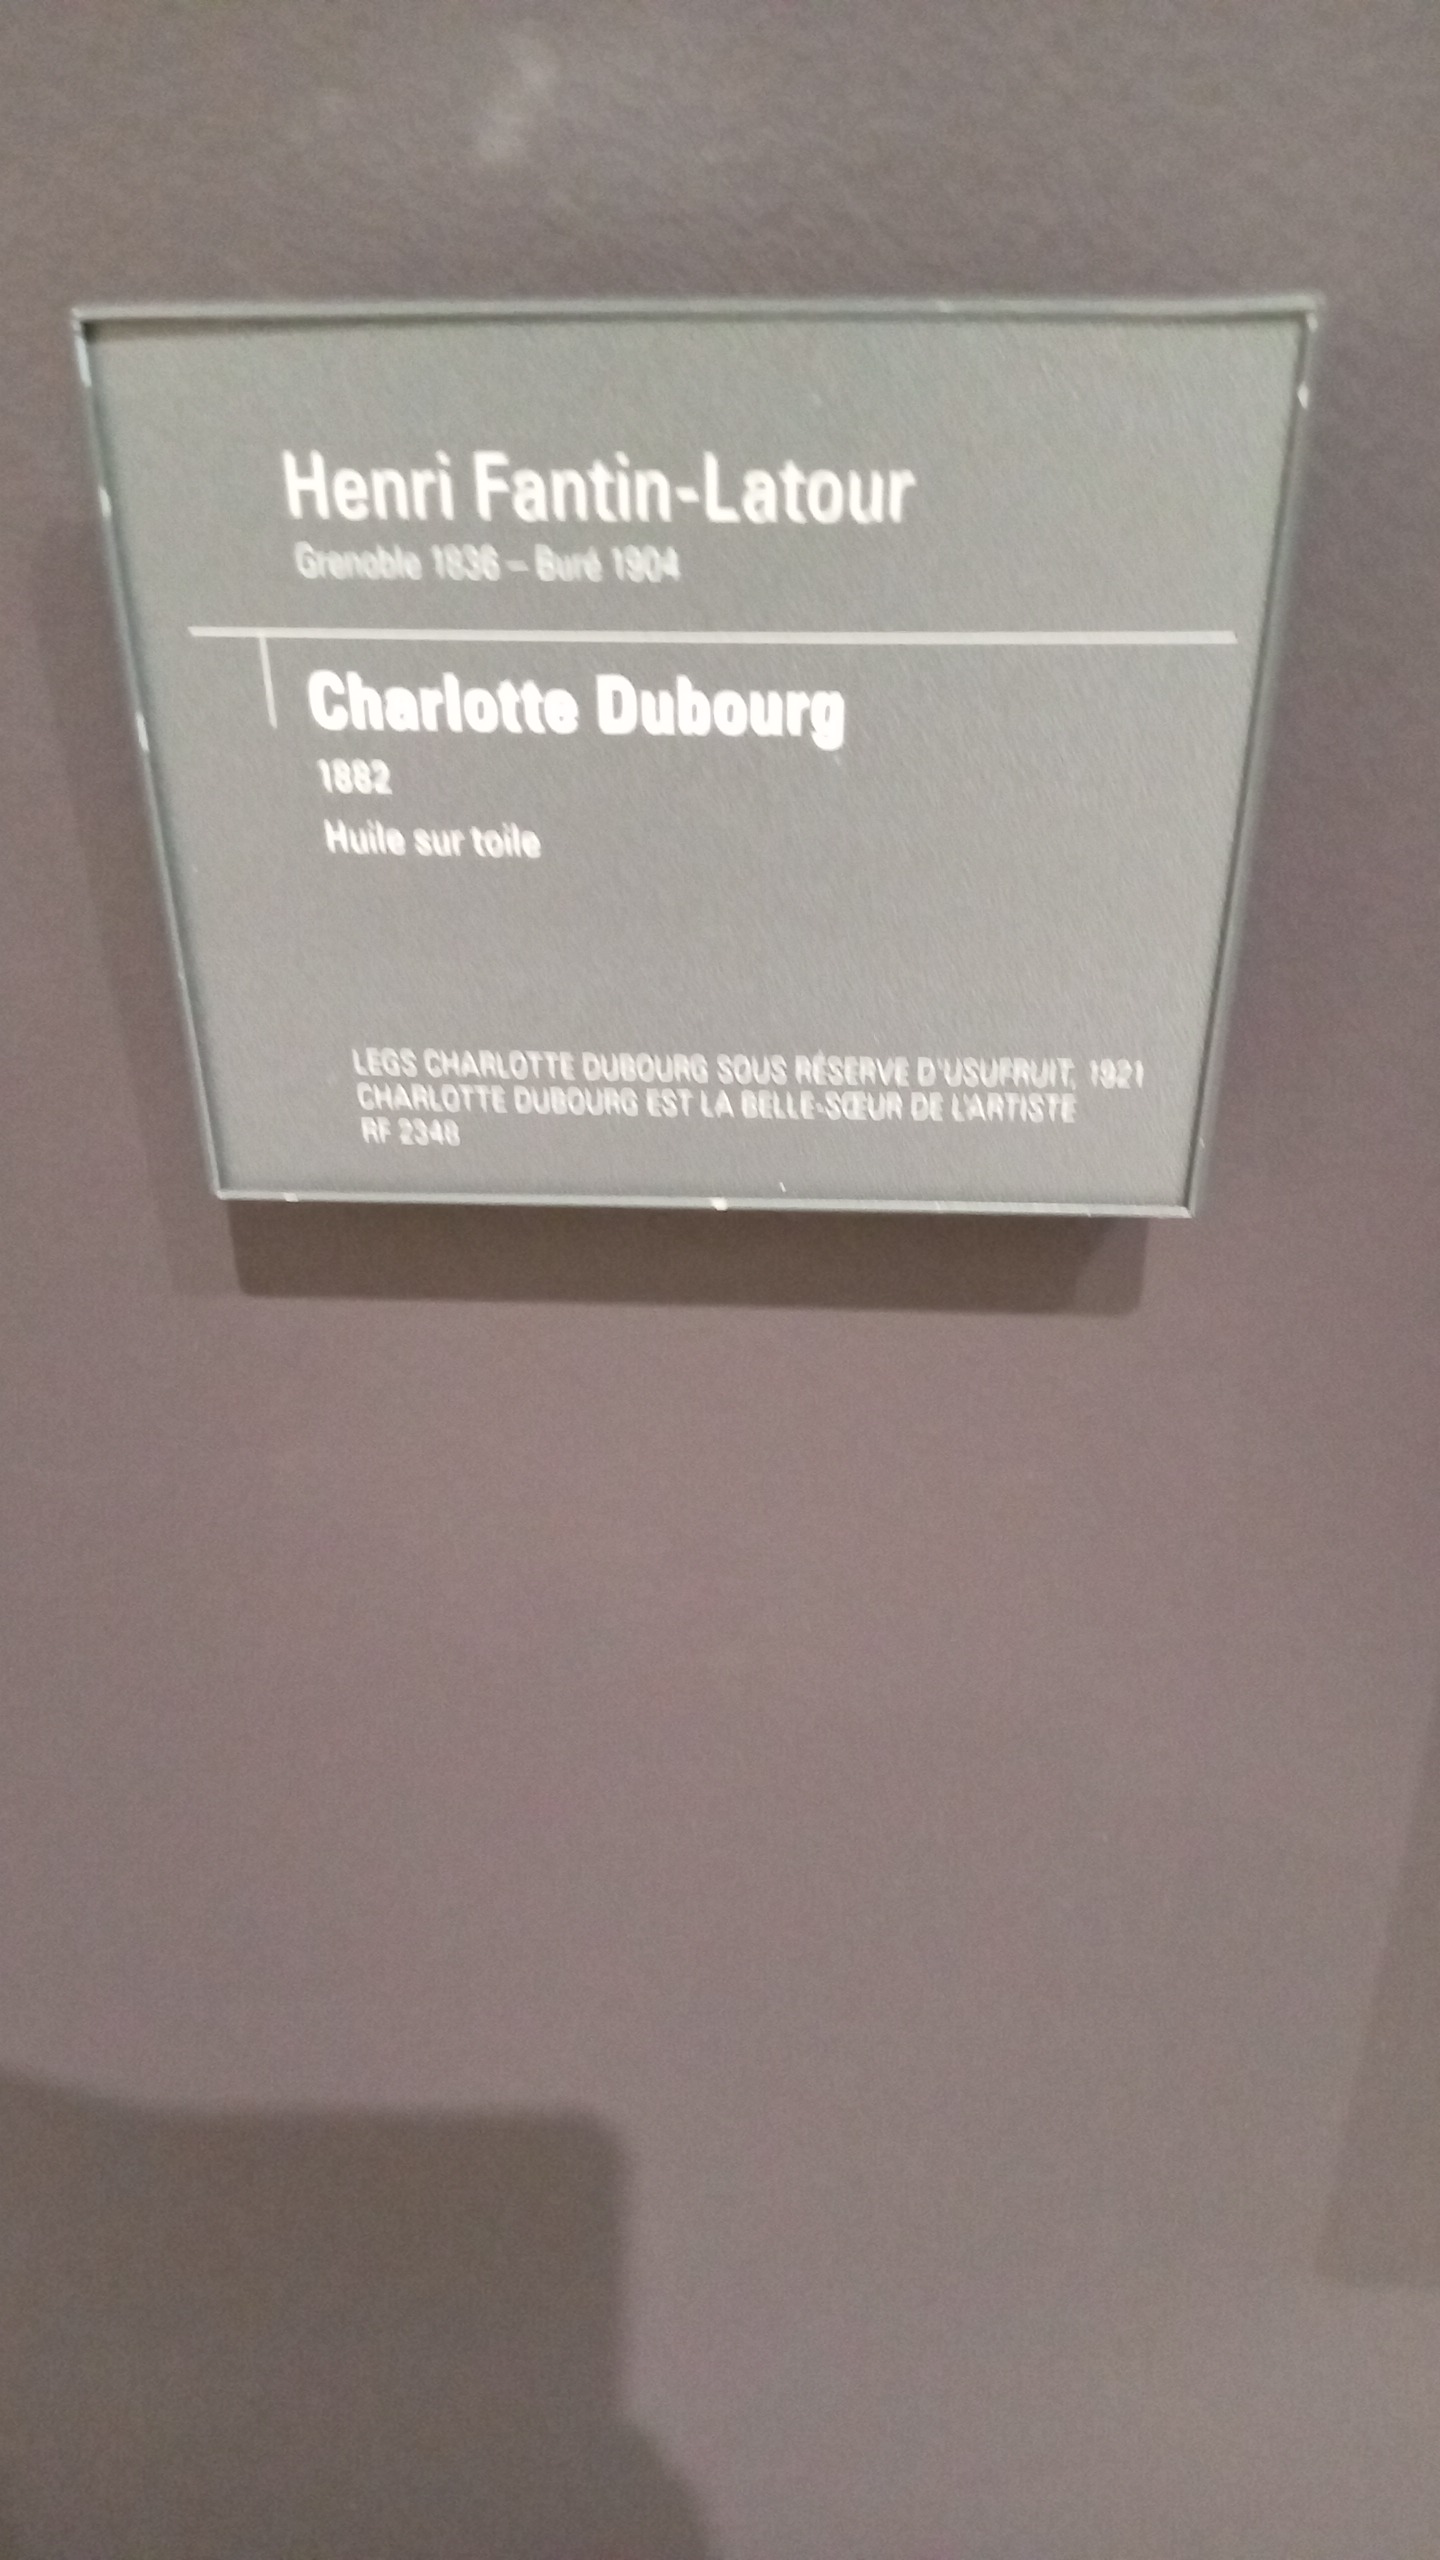 Henri Fantin-Latour
Grenoble 1836 – Buré 1904
Charlotte Dubourg
1882
Huile sur toile
LEGS CHARLOTTE DUBOURG SOUS RÉSERVE D'USUFRUIT, 1921
CHARLOTTE DUBOURG EST LA BELLE-SŒUR DE L'ARTISTE
RF 2348